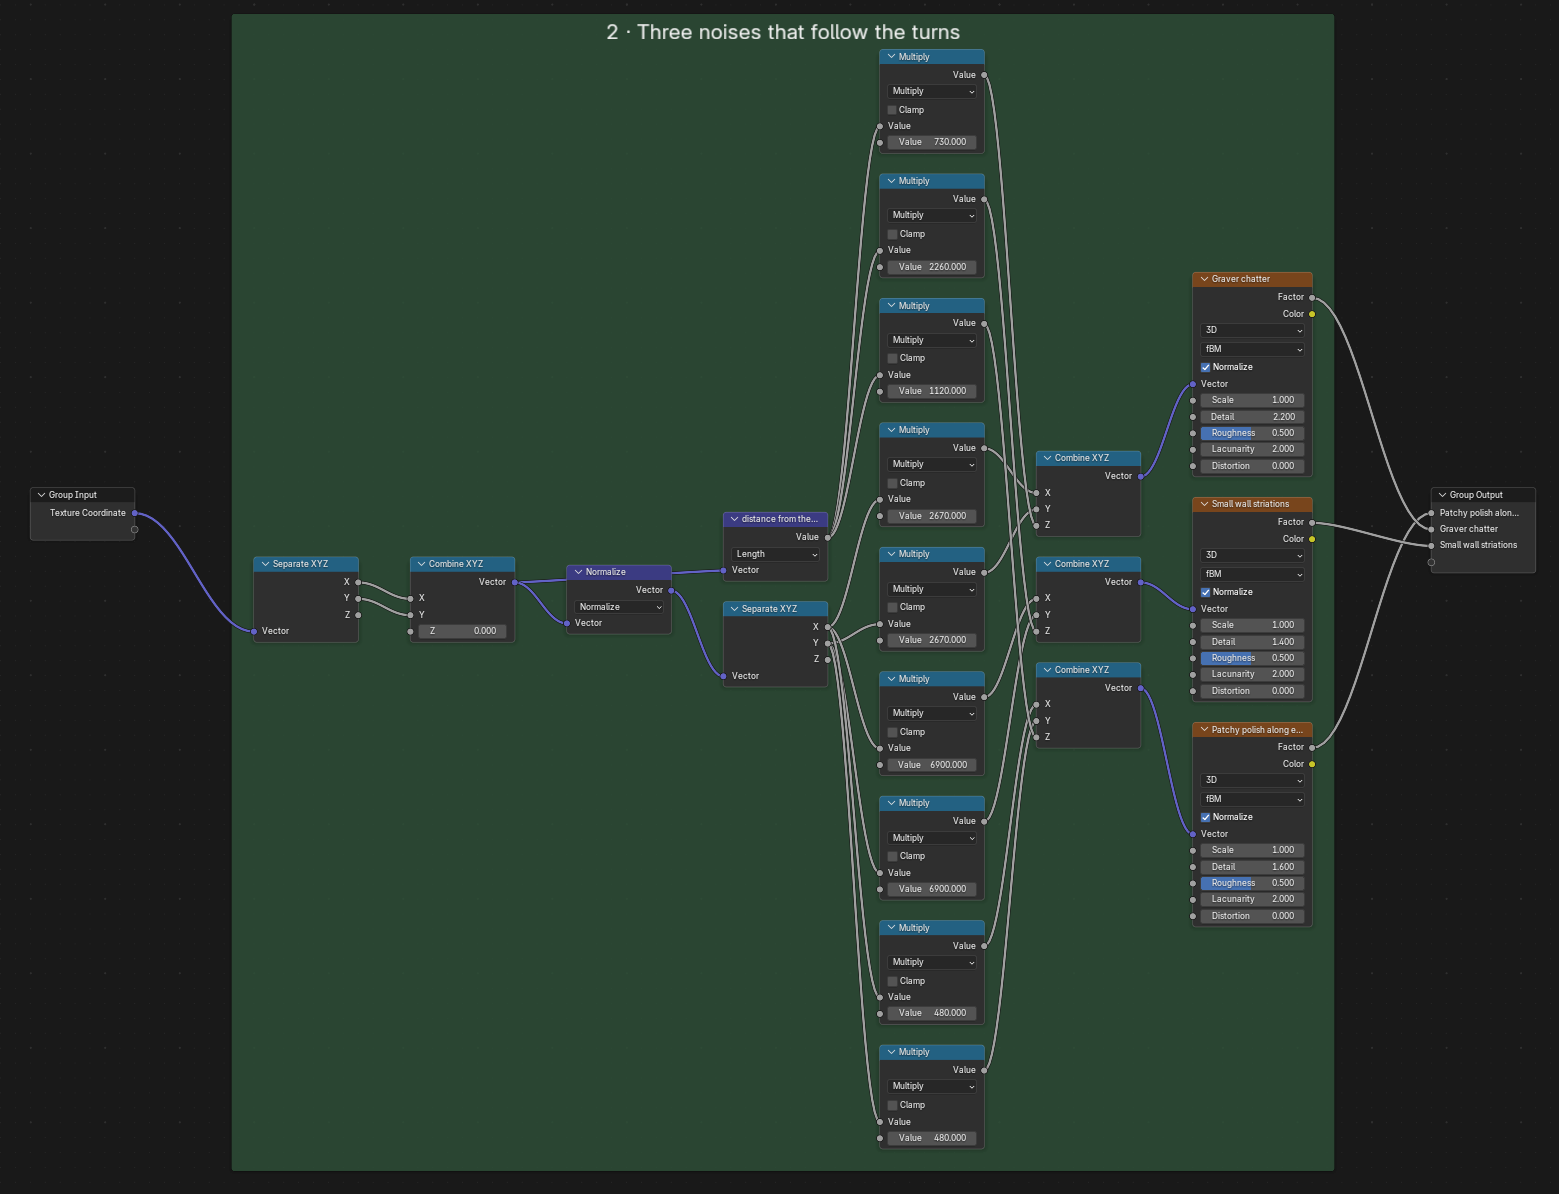 2 · Three noises that follow the turns
Group Input
Texture Coordinate
Separate XYZ
X
Y
Z
Vector
Combine XYZ
Vector
X
Y
Z 0.000
Normalize
Vector
Normalize
Vector
distance from the...
Value
Length
Vector
Separate XYZ
X
Y
Z
Vector
Multiply
Value
Multiply
Clamp
Value
Value 730.000
Multiply
Value
Multiply
Clamp
Value
Value 2260.000
Multiply
Value
Multiply
Clamp
Value
Value 1120.000
Multiply
Value
Multiply
Clamp
Value
Value 2670.000
Multiply
Value
Multiply
Clamp
Value
Value 2670.000
Multiply
Value
Multiply
Clamp
Value
Value 6900.000
Multiply
Value
Multiply
Clamp
Value
Value 6900.000
Multiply
Value
Multiply
Clamp
Value
Value 480.000
Multiply
Value
Multiply
Clamp
Value
Value 480.000
Combine XYZ
Vector
X
Y
Z
Combine XYZ
Vector
X
Y
Z
Combine XYZ
Vector
X
Y
Z
Graver chatter
Factor
Color
3D
fBM
Normalize
Vector
Scale 1.000
Detail 2.200
Roughness 0.500
Lacunarity 2.000
Distortion 0.000
Small wall striations
Factor
Color
3D
fBM
Normalize
Vector
Scale 1.000
Detail 1.400
Roughness 0.500
Lacunarity 2.000
Distortion 0.000
Patchy polish along e...
Factor
Color
3D
fBM
Normalize
Vector
Scale 1.000
Detail 1.600
Roughness 0.500
Lacunarity 2.000
Distortion 0.000
Group Output
Patchy polish alon...
Graver chatter
Small wall striations